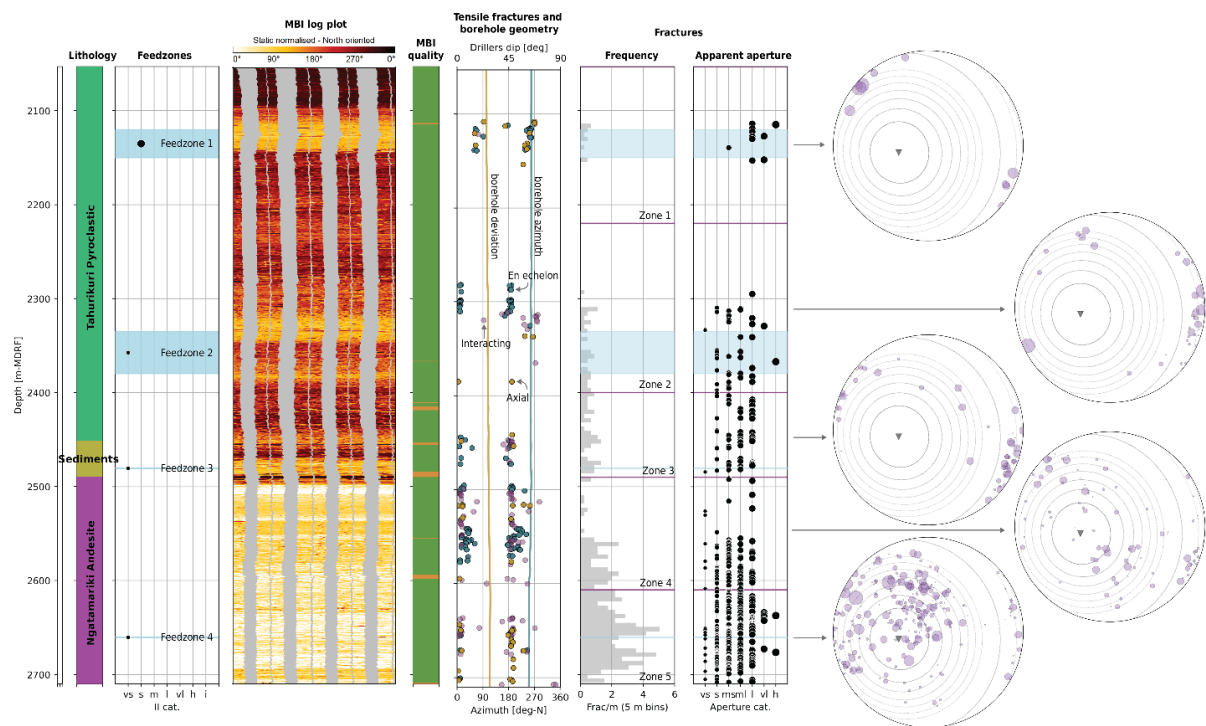 MBI log plot
Static normalised - North oriented
0° 90° 180° 270° 0°
Tensile fractures and
borehole geometry
Drillers dip [deg]
0 45 90
Fractures
Lithology
Feedzones
MBI
quality
Frequency
Apparent aperture
Depth [m-MDRF]
2100
2200
2300
2400
2500
2600
2700
Tahurikuri Pyroclastic
Sediments
Ngatamariki Andesite
Feedzone 1
Feedzone 2
Feedzone 3
Feedzone 4
borehole deviation
borehole azimuth
En echelon
Interacting
Axial
Zone 1
Zone 2
Zone 3
Zone 4
Zone 5
vs s m l vl h i
II cat.
0 90 180 270 360
Azimuth [deg-N]
0 2 4 6
Frac/m (5 m bins)
vs s ms ml l vl h
Aperture cat.